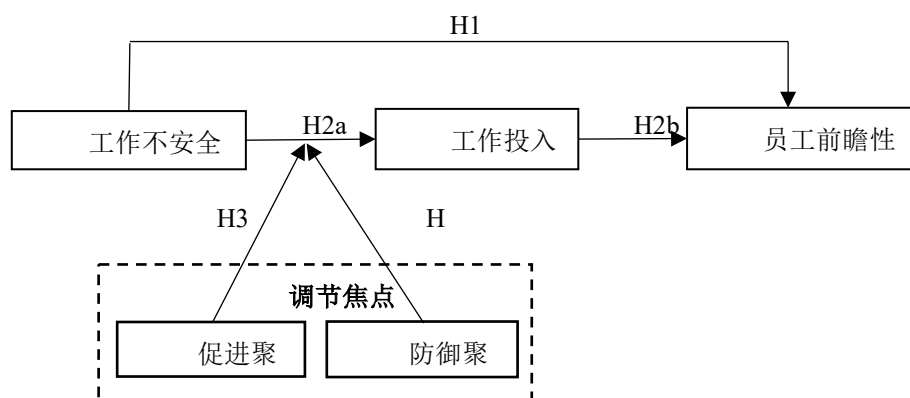 H1
工作不安全
H2a
工作投入
H2b
员工前瞻性
H3
H
调节焦点
促进聚
防御聚